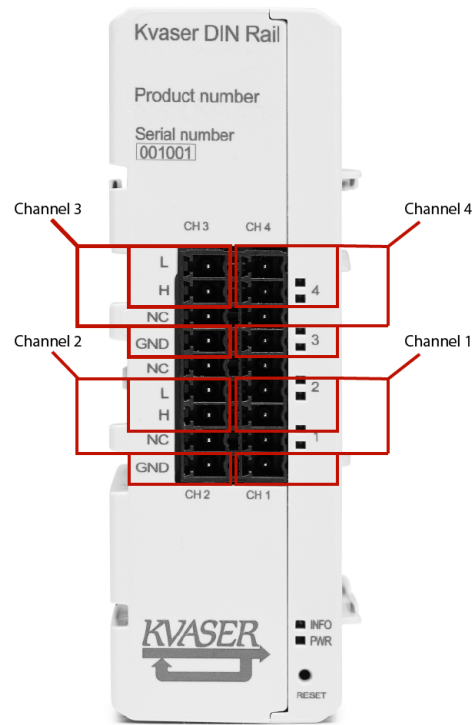 Kvaser DIN Rail
Product number
Serial number
001001
Channel 3
Channel 4
CH 3 CH 4
L
H 4
NC
GND 3
Channel 2
Channel 1
NC
L 2
H
NC 1
GND
CH 2 CH 1
KVASER
INFO
PWR
RESET